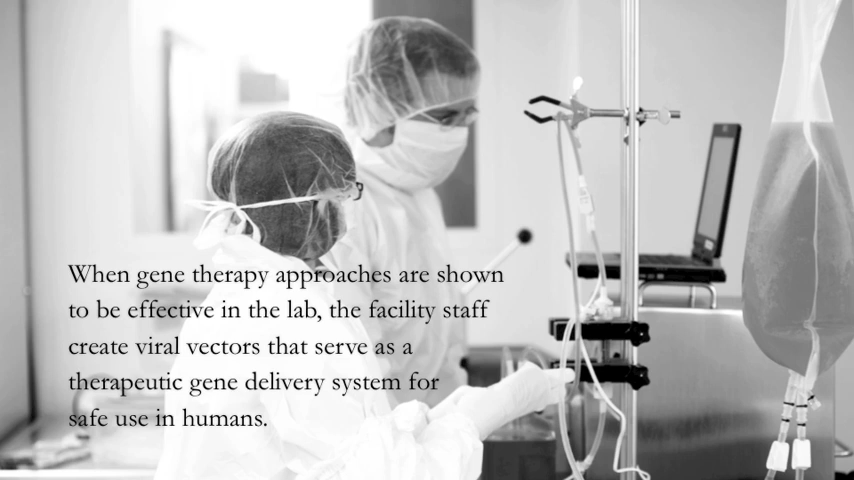 When gene therapy approaches are shown
to be effective in the lab, the facility staff
create viral vectors that serve as a
therapeutic gene delivery system for
safe use in humans.